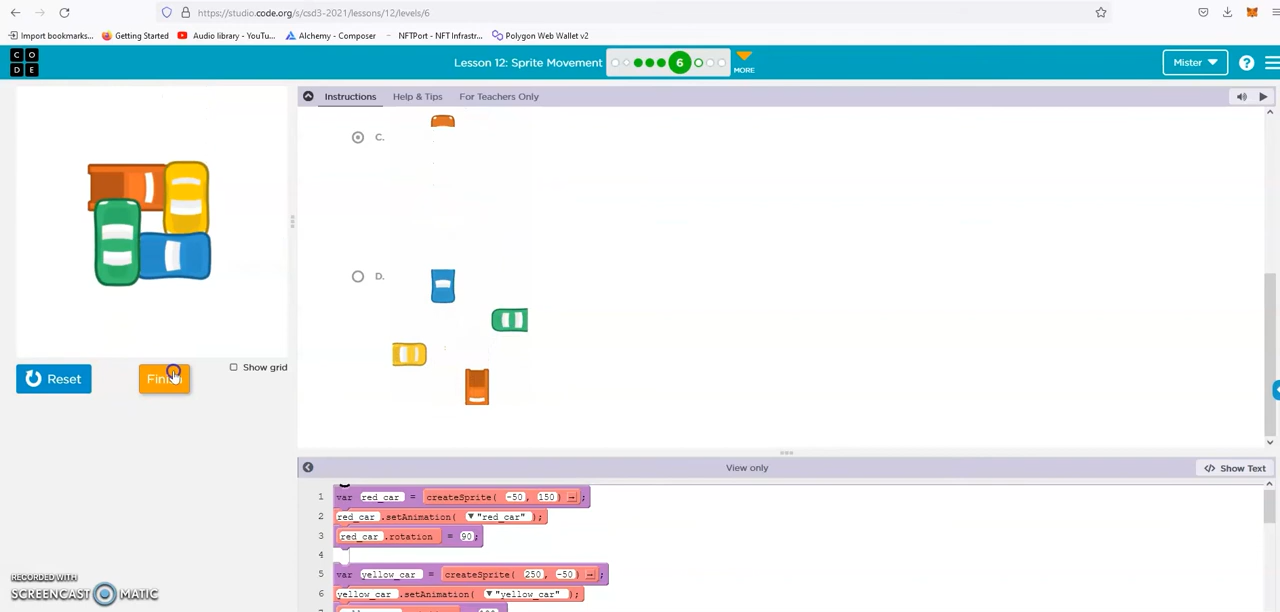 https://studio.code.org/s/csd3-2021/lessons/12/levels/6
Import bookmarks... Getting Started Audio library - YouTu... Alchemy - Composer NFTPort - NFT Infrastr... Polygon Web Wallet v2
C O D E Lesson 12: Sprite Movement 6 MORE Mister ?
Instructions Help & Tips For Teachers Only
C.
D.
Reset Finish Show grid
View only </> Show Text
1 var red_car = createSprite( -50, 150) → ;
2 red_car .setAnimation( ▼ "red_car" );
3 red_car .rotation = 90;
4
5 var yellow_car = createSprite( 250, -50) → ;
6 yellow_car .setAnimation( ▼ "yellow_car" );
RECORDED WITH
SCREENCAST MATIC